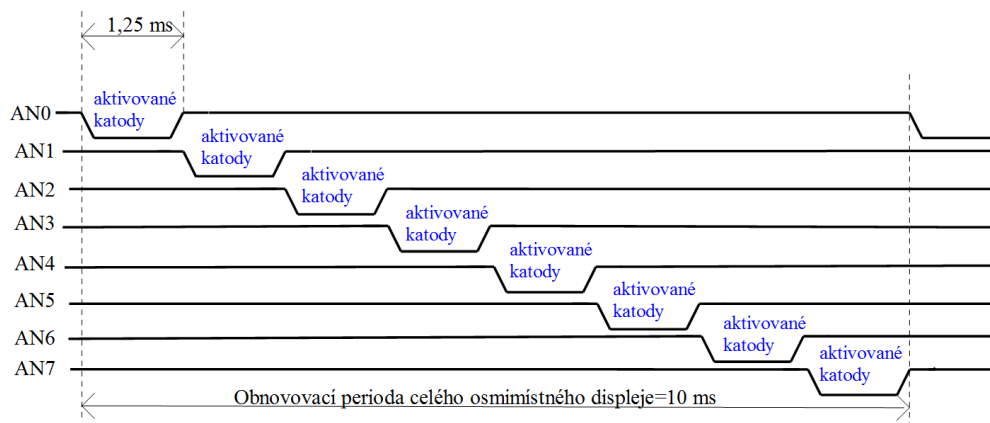 1,25 ms
AN0
aktivované
katody
AN1
aktivované
katody
AN2
aktivované
katody
AN3
aktivované
katody
AN4
aktivované
katody
AN5
aktivované
katody
AN6
aktivované
katody
AN7
aktivované
katody
Obnovovací perioda celého osmimístného displeje=10 ms